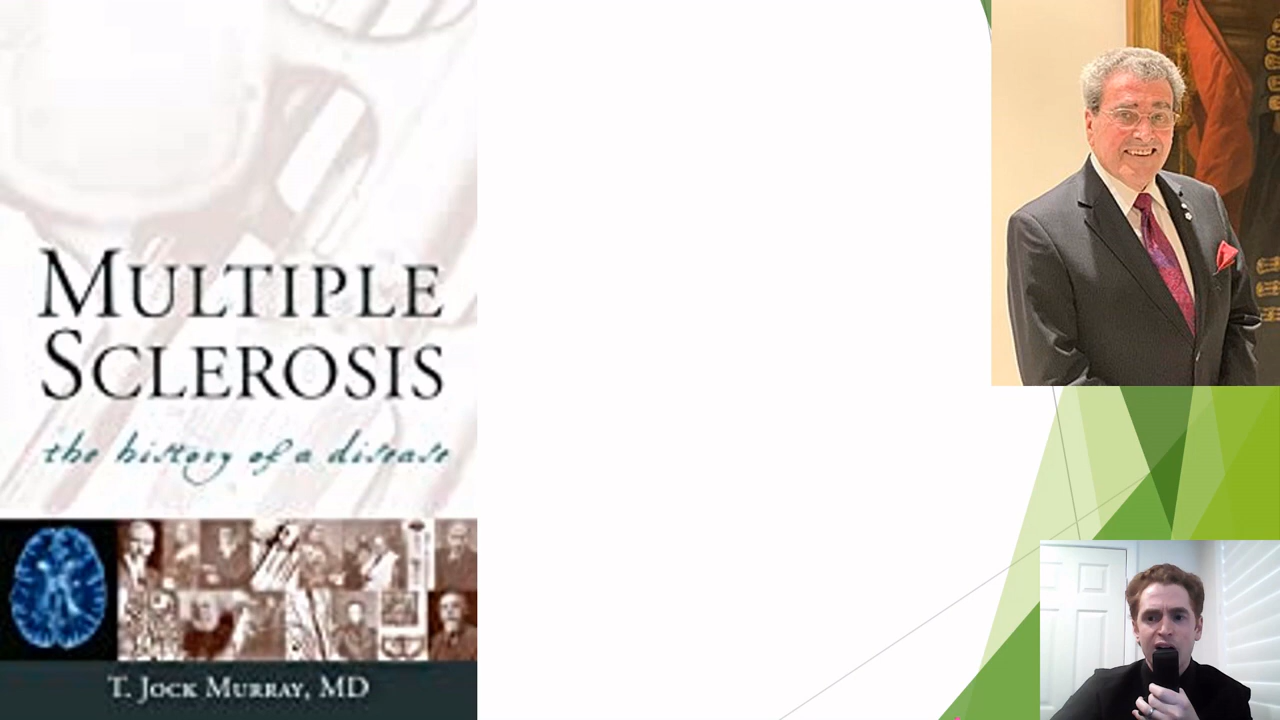 MULTIPLE
SCLEROSIS
the history of a disease
T. JOCK MURRAY, MD